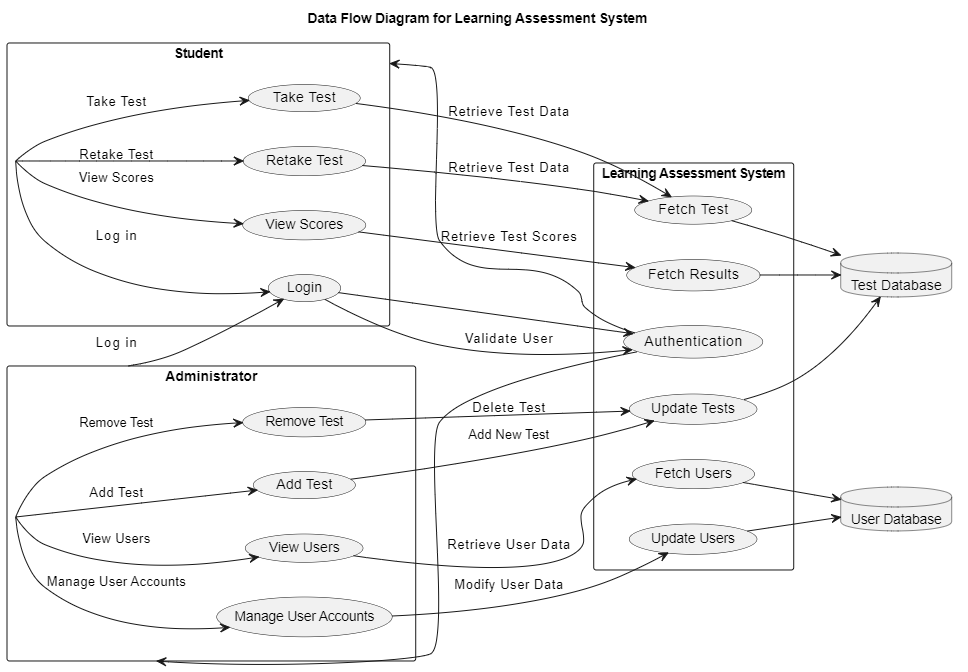 Data Flow Diagram for Learning Assessment System
Student
Take Test
Take Test
Retrieve Test Data
Retake Test
Retake Test
Retrieve Test Data
View Scores
View Scores
Retrieve Test Scores
Log in
Login
Validate User
Learning Assessment System
Fetch Test
Fetch Results
Test Database
Authentication
Log in
Administrator
Remove Test
Remove Test
Delete Test
Update Tests
Add New Test
Add Test
Add Test
Fetch Users
View Users
View Users
Retrieve User Data
User Database
Update Users
Manage User Accounts
Manage User Accounts
Modify User Data